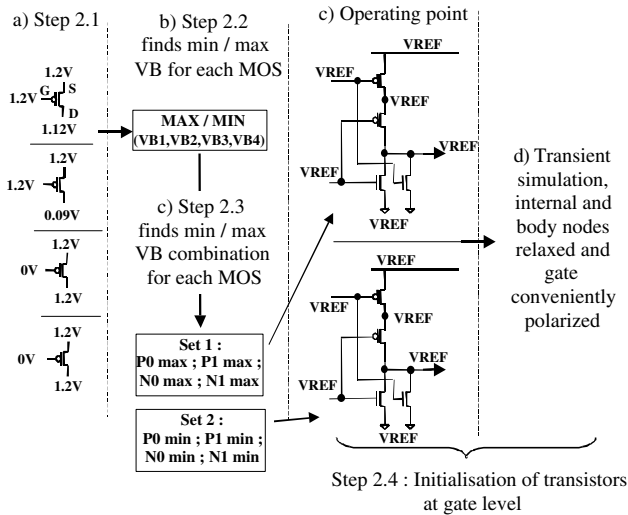 a) Step 2.1
1.2V
G
S
1.2V
D
1.12V
1.2V
1.2V
0.09V
1.2V
0V
1.2V
1.2V
0V
1.2V
b) Step 2.2
finds min / max
VB for each MOS
MAX / MIN
(VB1,VB2,VB3,VB4)
c) Step 2.3
finds min / max
VB combination
for each MOS
Set 1 :
P0 max ; P1 max ;
N0 max ; N1 max
Set 2 :
P0 min ; P1 min ;
N0 min ; N1 min
c) Operating point
VREF
VREF
VREF
VREF
VREF
VREF
VREF
VREF
VREF
VREF
VREF
VREF
d) Transient
simulation,
internal and
body nodes
relaxed and
gate
conveniently
polarized
Step 2.4 : Initialisation of transistors
at gate level